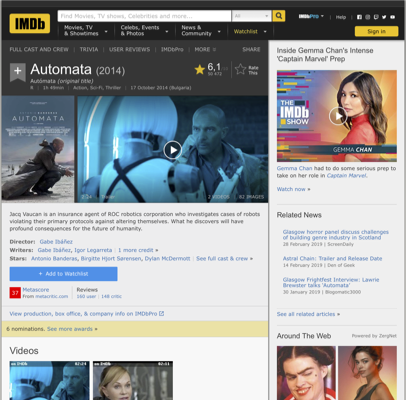 IMDb
Find Movies, TV shows, Celebrities and more...
All
IMDbPro
Help
Movies, TV
& Showtimes
Celebs, Events
& Photos
News &
Community
Watchlist
Sign in
FULL CAST AND CREW | TRIVIA | USER REVIEWS | IMDbPro | MORE
SHARE
Automata (2014)
Autómata (original title)
1h 49min | Action, Sci-Fi, Thriller | 17 October 2014 (Bulgaria)
6,1
Rate
This
AUTOMATA
2 VIDEOS | 82 IMAGES
Jacq Vaucan is an insurance agent of ROC robotics corporation who investigates cases of robots
violating their primary protocols against altering themselves. What he discovers will have
profound consequences for the future of humanity.
Director: Gabe Ibáñez
Writers: Gabe Ibáñez, Igor Legarreta | 1 more credit »
Stars: Antonio Banderas, Birgitte Hjort Sørensen, Dylan McDermott | See full cast & crew »
+ Add to Watchlist
37
Metascore
From metacritic.com
Reviews
160 user | 148 critic
View production, box office, & company info on IMDbPro
6 nominations. See more awards »
Videos
Inside Gemma Chan's Intense
'Captain Marvel' Prep
THE
IMDb
SHOW
GEMMA CHAN
Gemma Chan had to do some serious prep
to take on her role in Captain Marvel.
Watch now »
Related News
Glasgow horror panel discusses challenges
of building genre industry in Scotland
28 February 2019 | ScreenDaily
Astral Chain: Trailer and Release Date
14 February 2019 | Den of Geek
Glasgow Frightfest Interview: Lawrie
Brewster talks 'Automata'
30 January 2019 | Blogomatic3000
See all related articles »
Around The Web
Powered by ZergNet